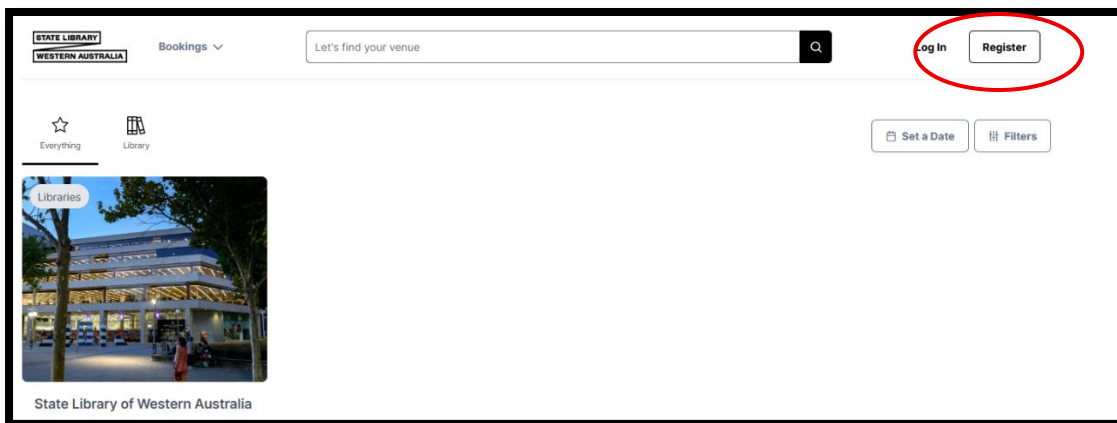 STATE LIBRARY
WESTERN AUSTRALIA
Bookings
Let's find your venue
Log In
Register
Everything
Library
Set a Date
Filters
Libraries
State Library of Western Australia